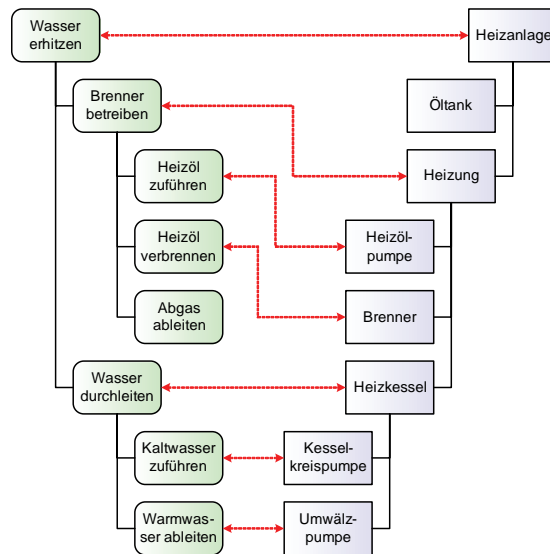 Wasser
erhitzen
Heizanlage
Brenner
betreiben
Öltank
Heizöl
zuführen
Heizung
Heizöl
verbrennen
Heizöl-
pumpe
Abgas
ableiten
Brenner
Wasser
durchleiten
Heizkessel
Kaltwasser
zuführen
Kessel-
kreispumpe
Warmwas-
ser ableiten
Umwälz-
pumpe